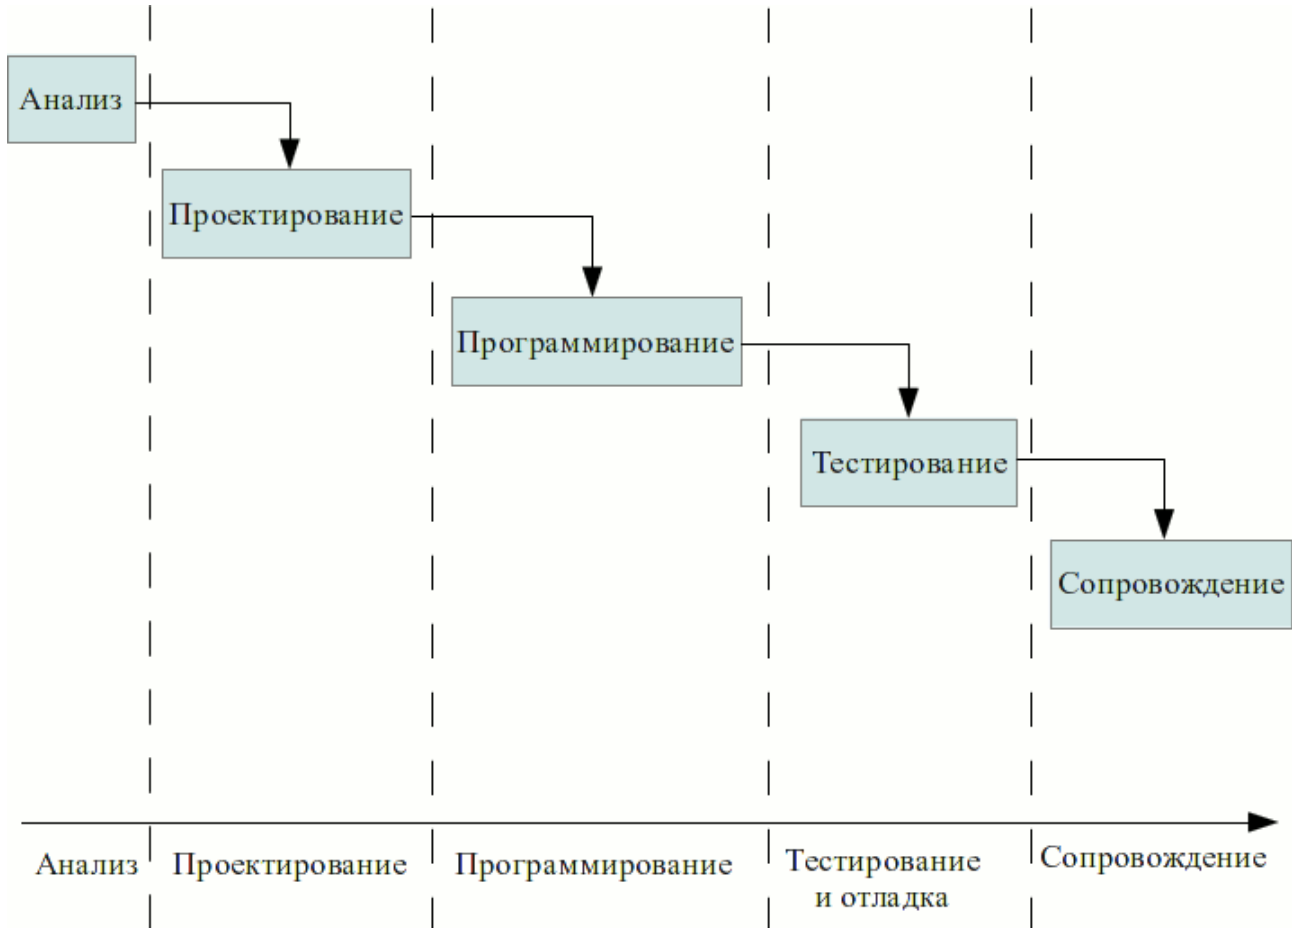 Анализ
Проектирование
Программирование
Тестирование
Сопровождение
Анализ
Проектирование
Программирование
Тестирование
и отладка
Сопровождение